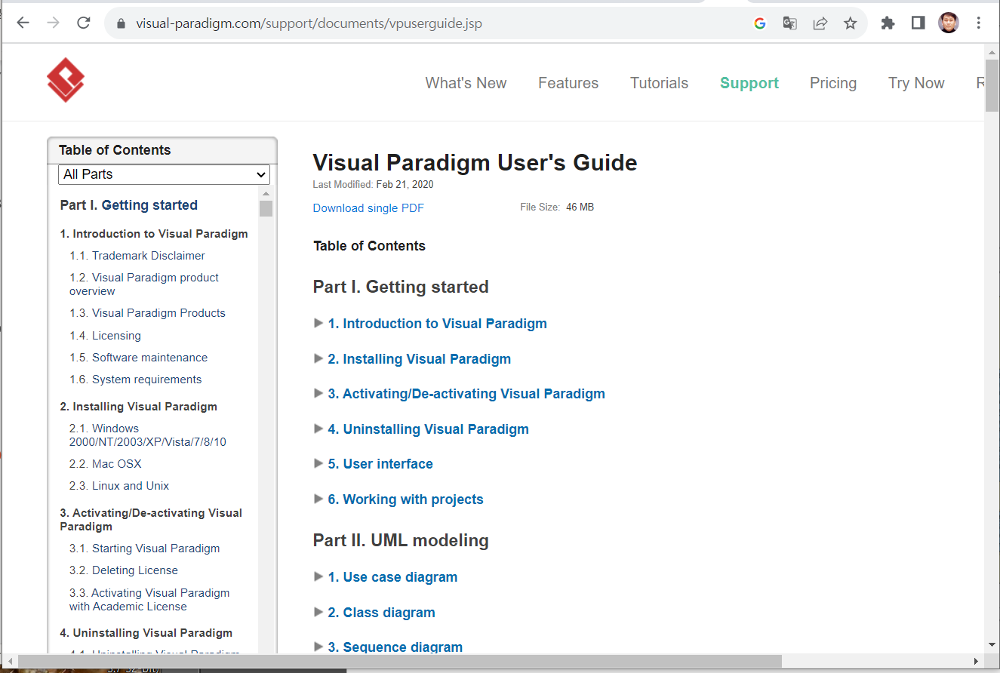 visual-paradigm.com/support/documents/vpuserguide.jsp
What's New
Features
Tutorials
Support
Pricing
Try Now
Table of Contents
All Parts
Part I. Getting started
1. Introduction to Visual Paradigm
1.1. Trademark Disclaimer
1.2. Visual Paradigm product
overview
1.3. Visual Paradigm Products
1.4. Licensing
1.5. Software maintenance
1.6. System requirements
2. Installing Visual Paradigm
2.1. Windows
2000/NT/2003/XP/Vista/7/8/10
2.2. Mac OSX
2.3. Linux and Unix
3. Activating/De-activating Visual
Paradigm
3.1. Starting Visual Paradigm
3.2. Deleting License
3.3. Activating Visual Paradigm
with Academic License
4. Uninstalling Visual Paradigm
4.1. Uninstalling Visual Paradigm
Visual Paradigm User's Guide
Last Modified: Feb 21, 2020
Download single PDF
File Size: 46 MB
Table of Contents
Part I. Getting started
1. Introduction to Visual Paradigm
2. Installing Visual Paradigm
3. Activating/De-activating Visual Paradigm
4. Uninstalling Visual Paradigm
5. User interface
6. Working with projects
Part II. UML modeling
1. Use case diagram
2. Class diagram
3. Sequence diagram